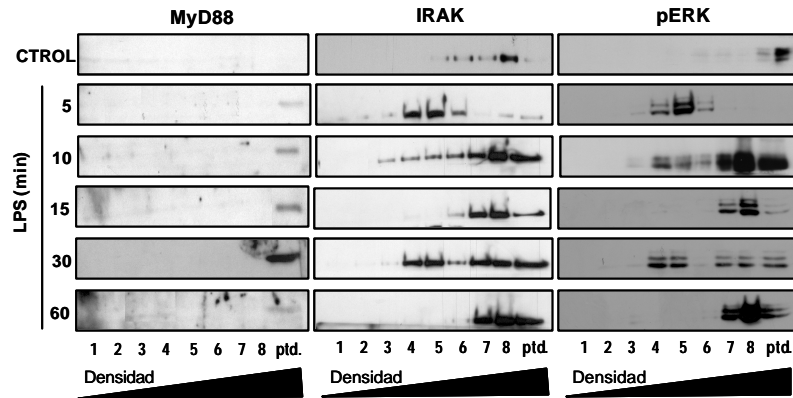 MyD88 IRAK pERK
CTROL
5
10
15
30
60
LPS (min)
1 2 3 4 5 6 7 8 ptd. 1 2 3 4 5 6 7 8 ptd. 1 2 3 4 5 6 7 8 ptd.
Densidad Densidad Densidad